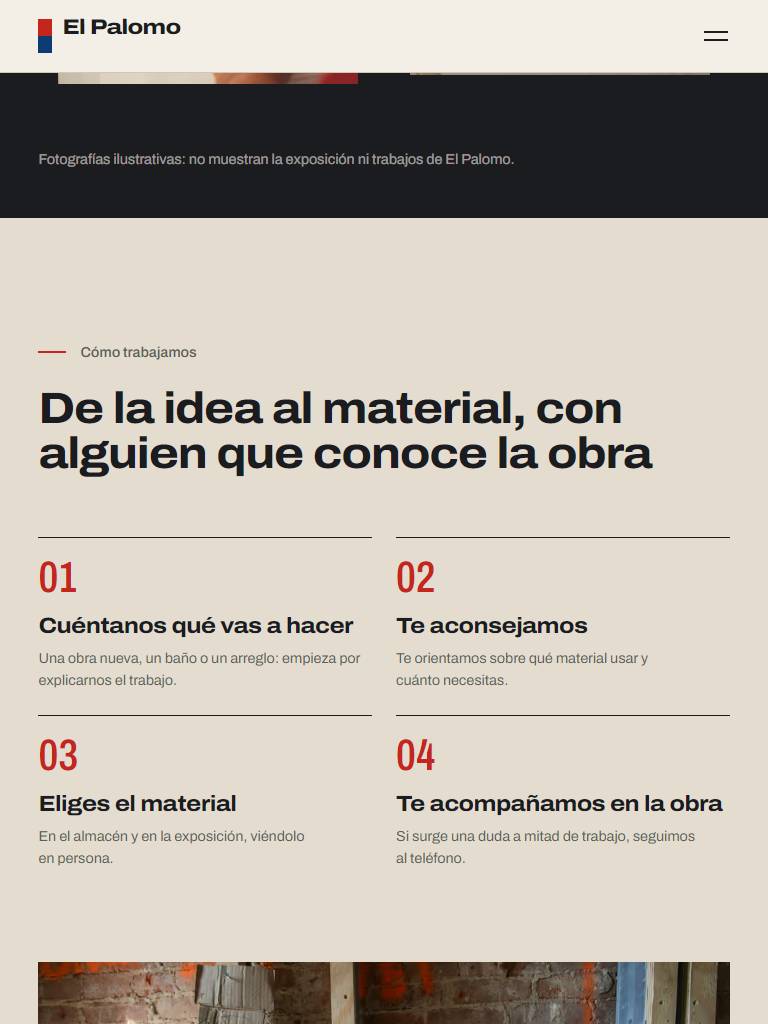 El Palomo
Fotografías ilustrativas: no muestran la exposición ni trabajos de El Palomo.
Cómo trabajamos
De la idea al material, con
alguien que conoce la obra
01
Cuéntanos qué vas a hacer
Una obra nueva, un baño o un arreglo: empieza por
explicarnos el trabajo.
02
Te aconsejamos
Te orientamos sobre qué material usar y
cuánto necesitas.
03
Eliges el material
En el almacén y en la exposición, viéndolo
en persona.
04
Te acompañamos en la obra
Si surge una duda a mitad de trabajo, seguimos
al teléfono.